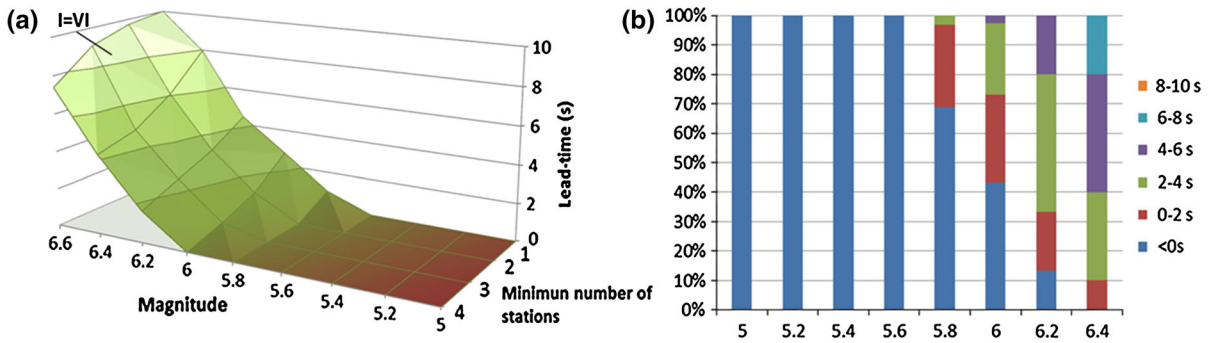 (a)
I=VI
10
8
6
4
2
0
Lead-time (s)
6.6
6.4
6.2
6
5.8
5.6
5.4
5.2
5
Magnitude
1
2
3
4
Minimun number of
stations
(b)
100%
90%
80%
70%
60%
50%
40%
30%
20%
10%
0%
5
5.2
5.4
5.6
5.8
6
6.2
6.4
8-10 s
6-8 s
4-6 s
2-4 s
0-2 s
<0s